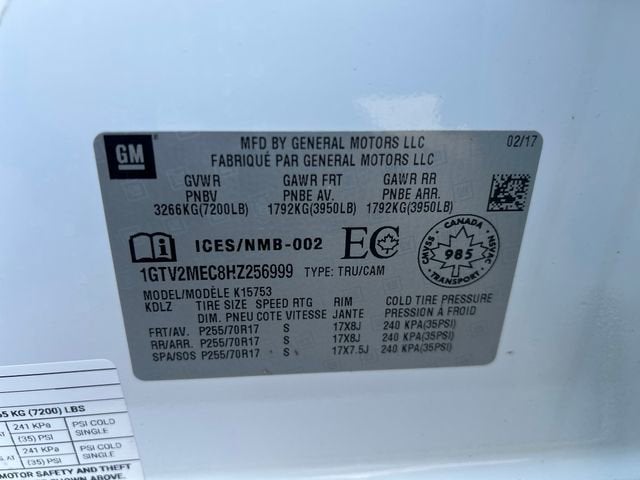 GM
MFD BY GENERAL MOTORS LLC
02/17
FABRIQUÉ PAR GENERAL MOTORS LLC
GVWR GAWR FRT GAWR RR
PNBV PNBE AV. PNBE ARR.
3266KG(7200LB) 1792KG(3950LB) 1792KG(3950LB)
ICES/NMB-002 EC
CANADA
CMVSS 985 NSVAC
TRANSPORT
1GTV2MEC8HZ256999 TYPE: TRU/CAM
MODEL/MODÈLE K15753
KDLZ TIRE SIZE SPEED RTG RIM COLD TIRE PRESSURE
DIM. PNEU COTE VITESSE JANTE PRESSION A FROID
FRT/AV. P255/70R17 S 17X8J 240 KPA(35PSI)
RR/ARR. P255/70R17 S 17X8J 240 KPA(35PSI)
SPA/SOS P255/70R17 S 17X7.5J 240 KPA(35PSI)
KG (7200) LBS
241 KPa PSI COLD
(35) PSI SINGLE
241 KPa PSI COLD
(35) PSI SINGLE
MOTOR SAFETY AND THEFT
SHOWN ABOVE.